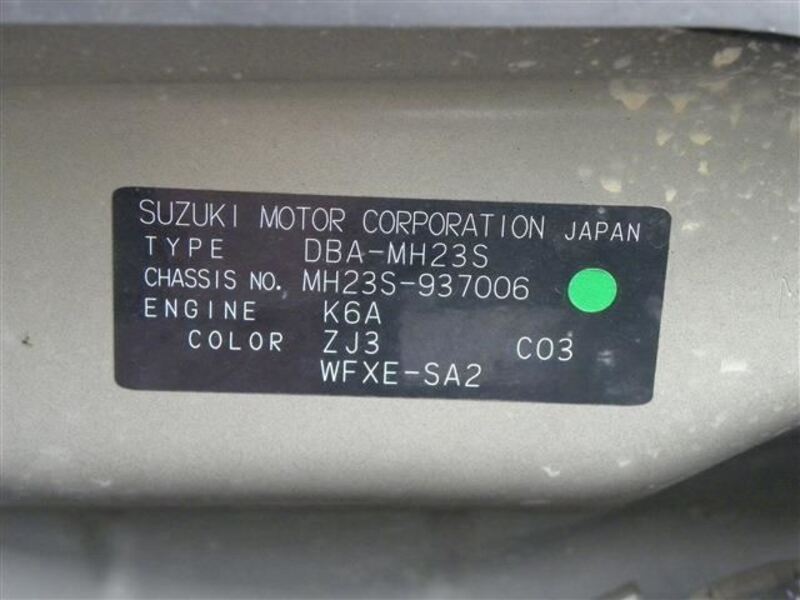 SUZUKI MOTOR CORPORATION JAPAN
TYPE DBA-MH23S
CHASSIS NO. MH23S-937006
ENGINE K6A
COLOR ZJ3 C03
WFXE-SA2